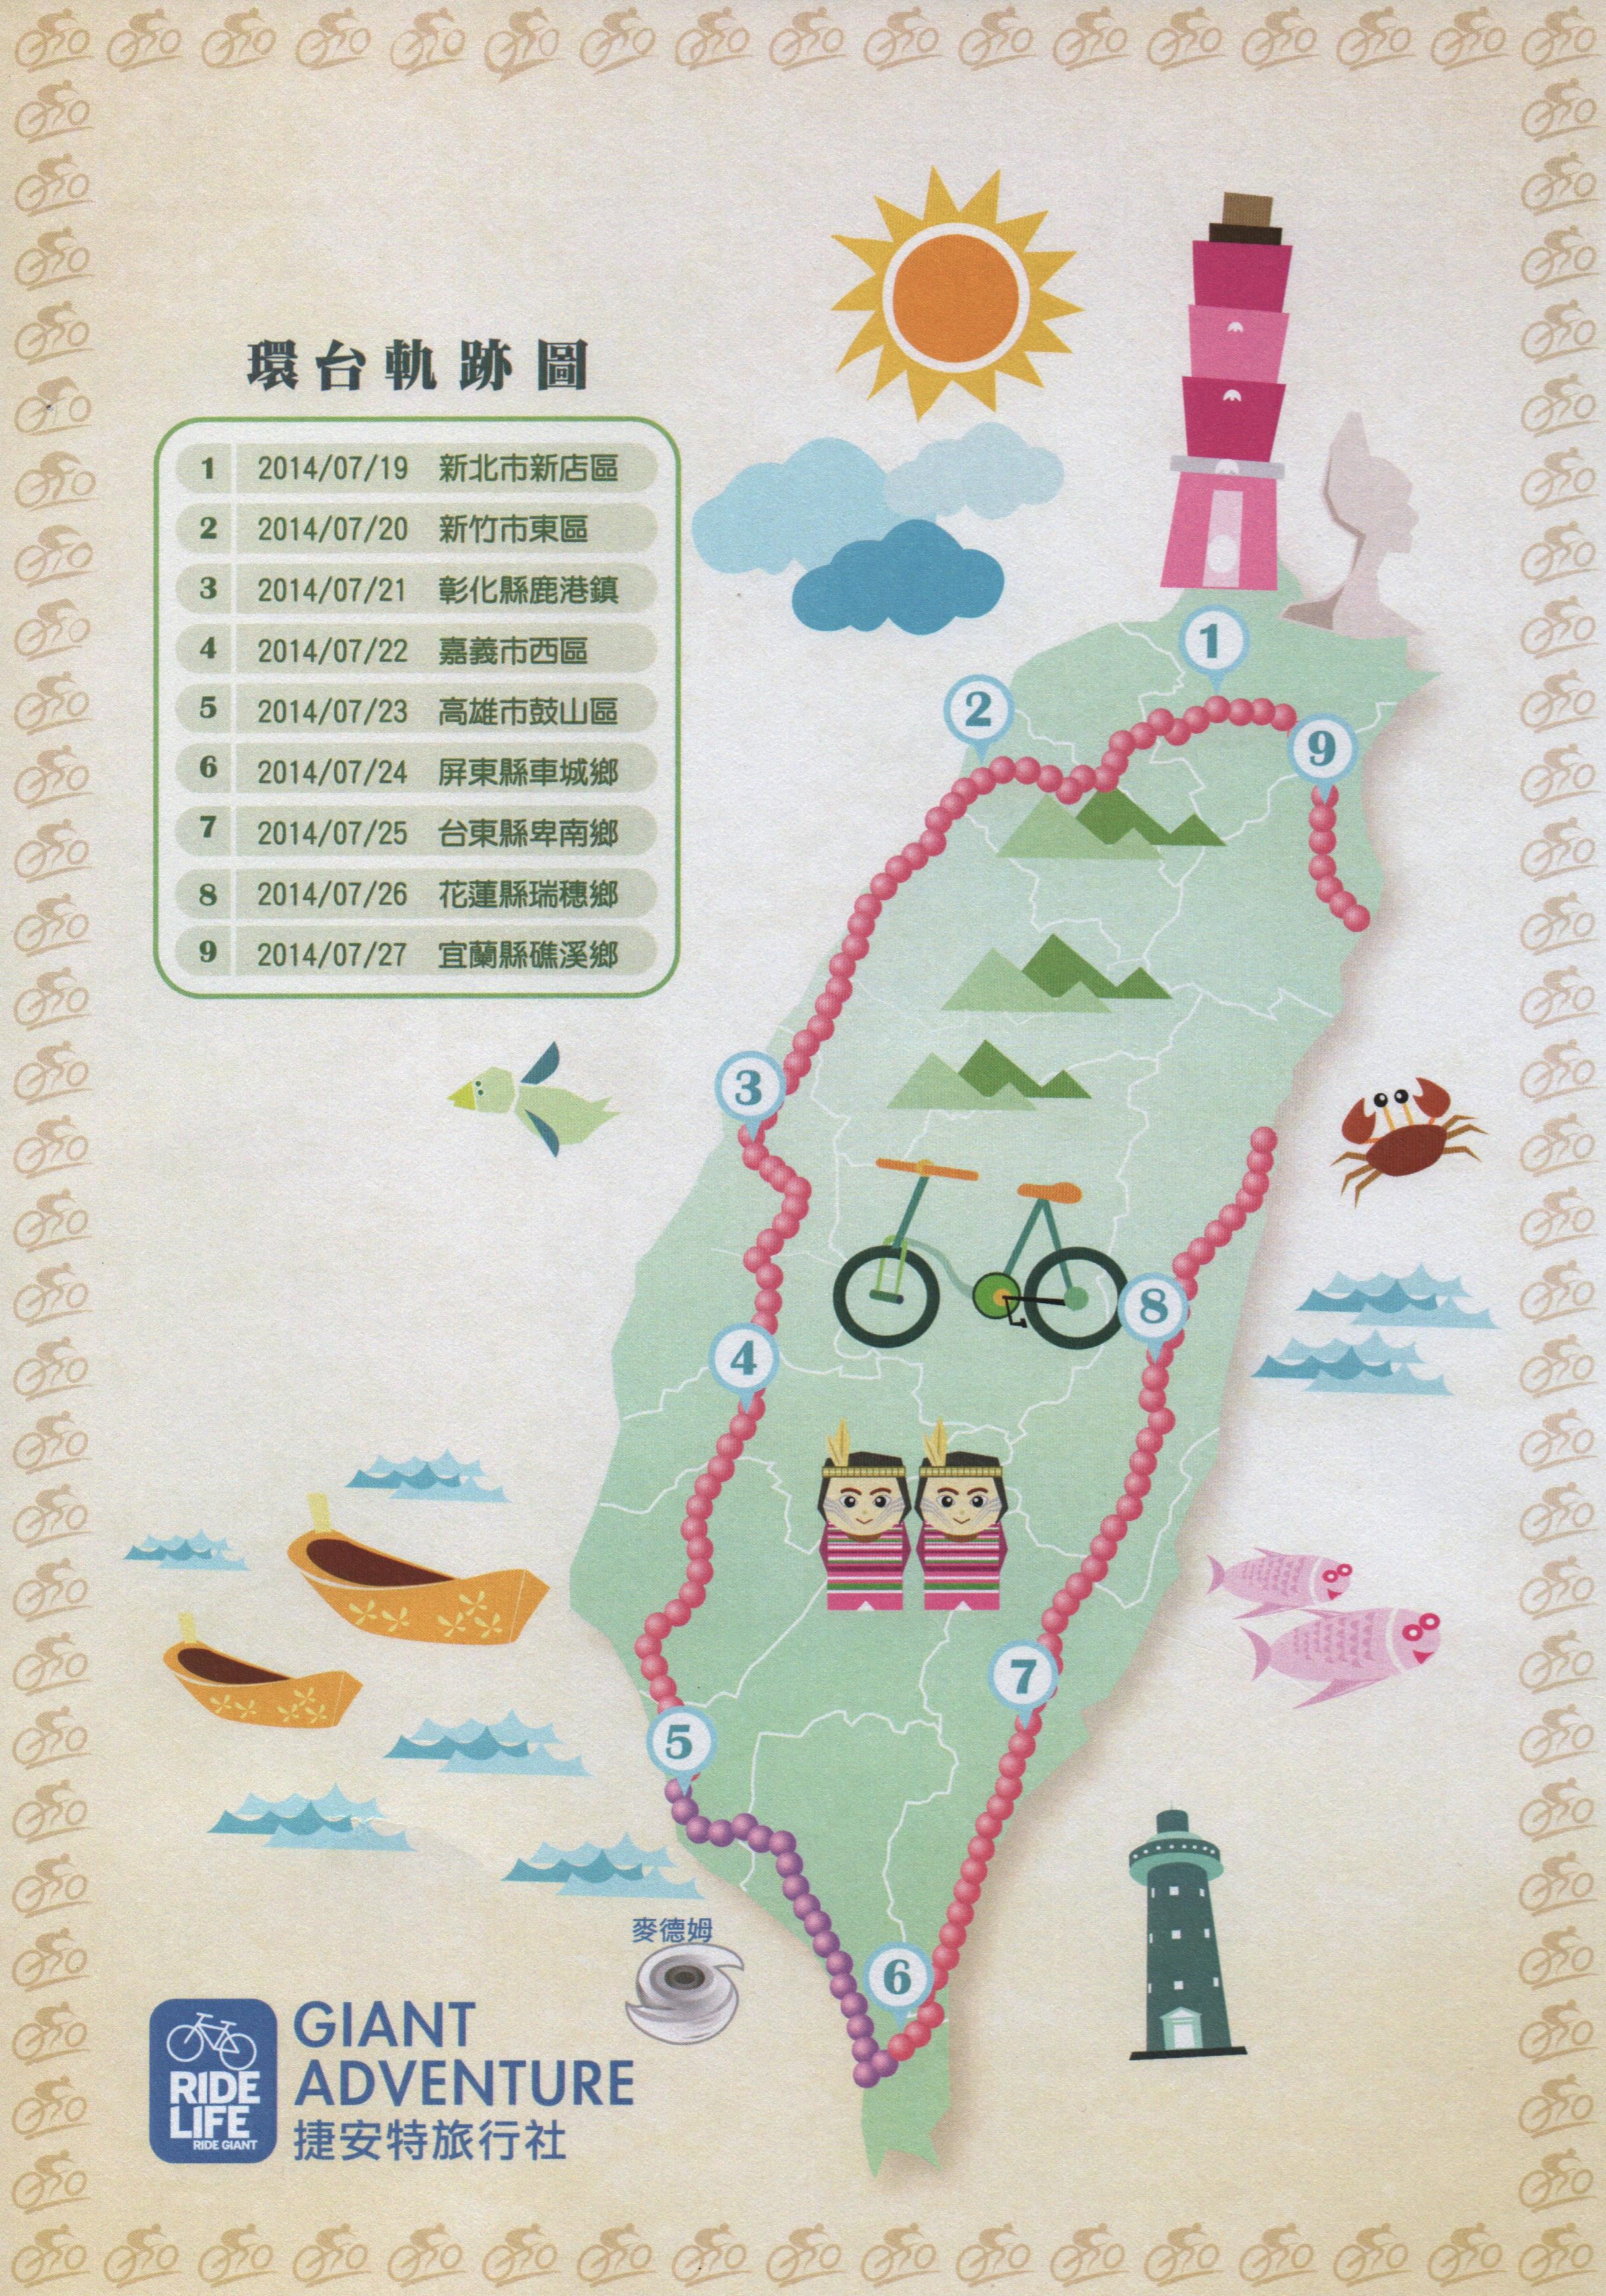 環台軌跡圖
1 2014/07/19 新北市新店區
2 2014/07/20 新竹市東區
3 2014/07/21 彰化縣鹿港鎮
4 2014/07/22 嘉義市西區
5 2014/07/23 高雄市鼓山區
6 2014/07/24 屏東縣車城鄉
7 2014/07/25 台東縣卑南鄉
8 2014/07/26 花蓮縣瑞穗鄉
9 2014/07/27 宜蘭縣礁溪鄉
1
2
9
3
8
4
7
5
6
麥德姆
RIDE
LIFE
RIDE GIANT
GIANT
ADVENTURE
捷安特旅行社